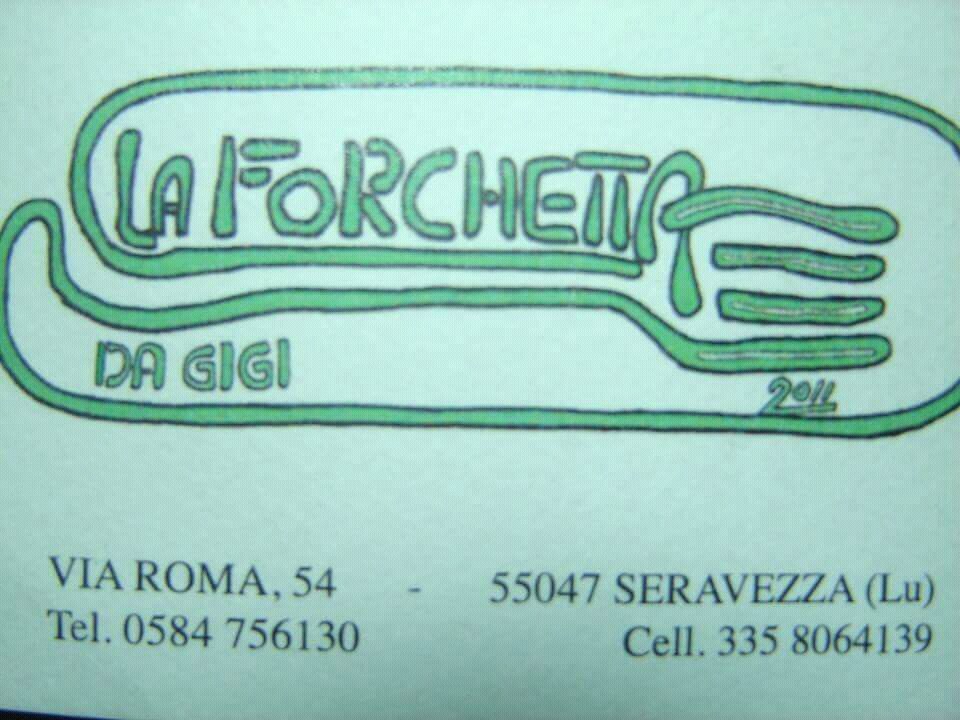 LA FORCHETTA
DA GIGI
2011
VIA ROMA, 54 - 55047 SERAVEZZA (Lu)
Tel. 0584 756130 Cell. 335 8064139